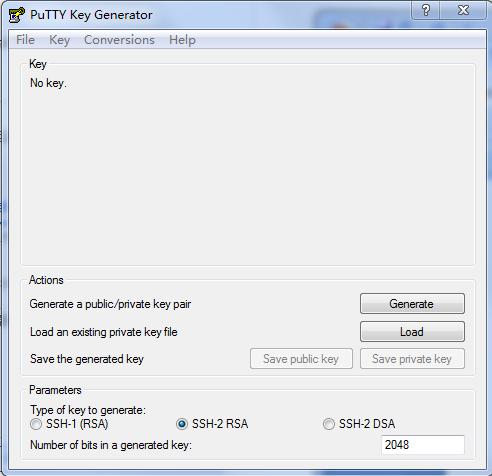 PuTTY Key Generator
File Key Conversions Help
Key
No key.
Actions
Generate a public/private key pair Generate
Load an existing private key file Load
Save the generated key Save public key Save private key
Parameters
Type of key to generate:
SSH-1 (RSA) SSH-2 RSA SSH-2 DSA
Number of bits in a generated key: 2048